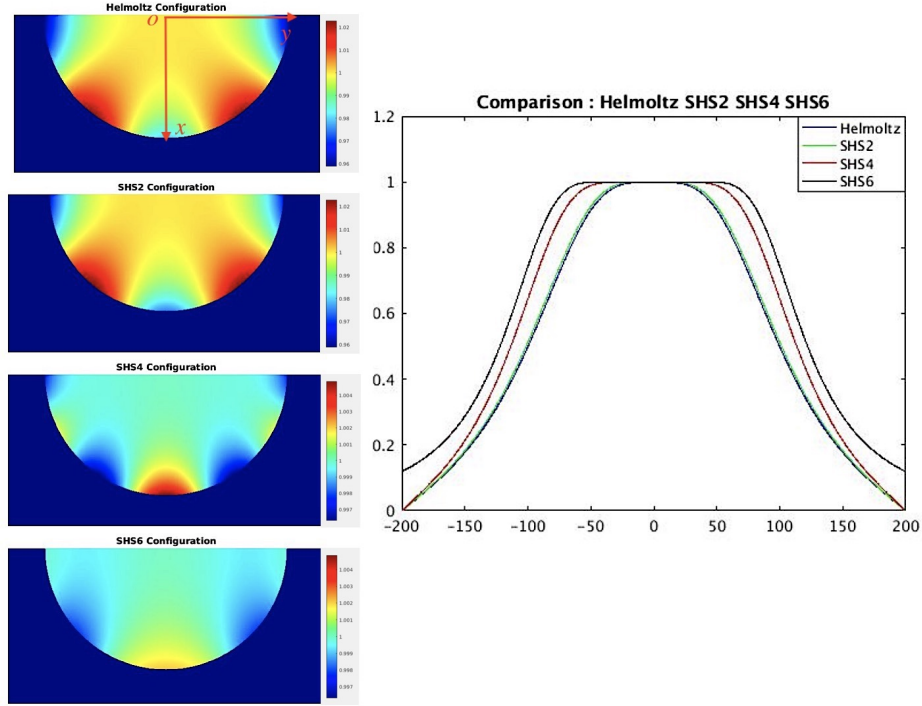 Helmoltz Configuration
o
y
x
1.02
1.01
1
0.99
0.98
0.97
0.96
SHS2 Configuration
1.02
1.01
1
0.99
0.98
0.97
0.96
SHS4 Configuration
1.004
1.003
1.002
1.001
1
0.999
0.998
0.997
SHS6 Configuration
1.004
1.003
1.002
1.001
1
0.999
0.998
0.997
Comparison : Helmoltz SHS2 SHS4 SHS6
1.2
1
0.8
0.6
0.4
0.2
0
-200 -150 -100 -50 0 50 100 150 200
Helmoltz
SHS2
SHS4
SHS6